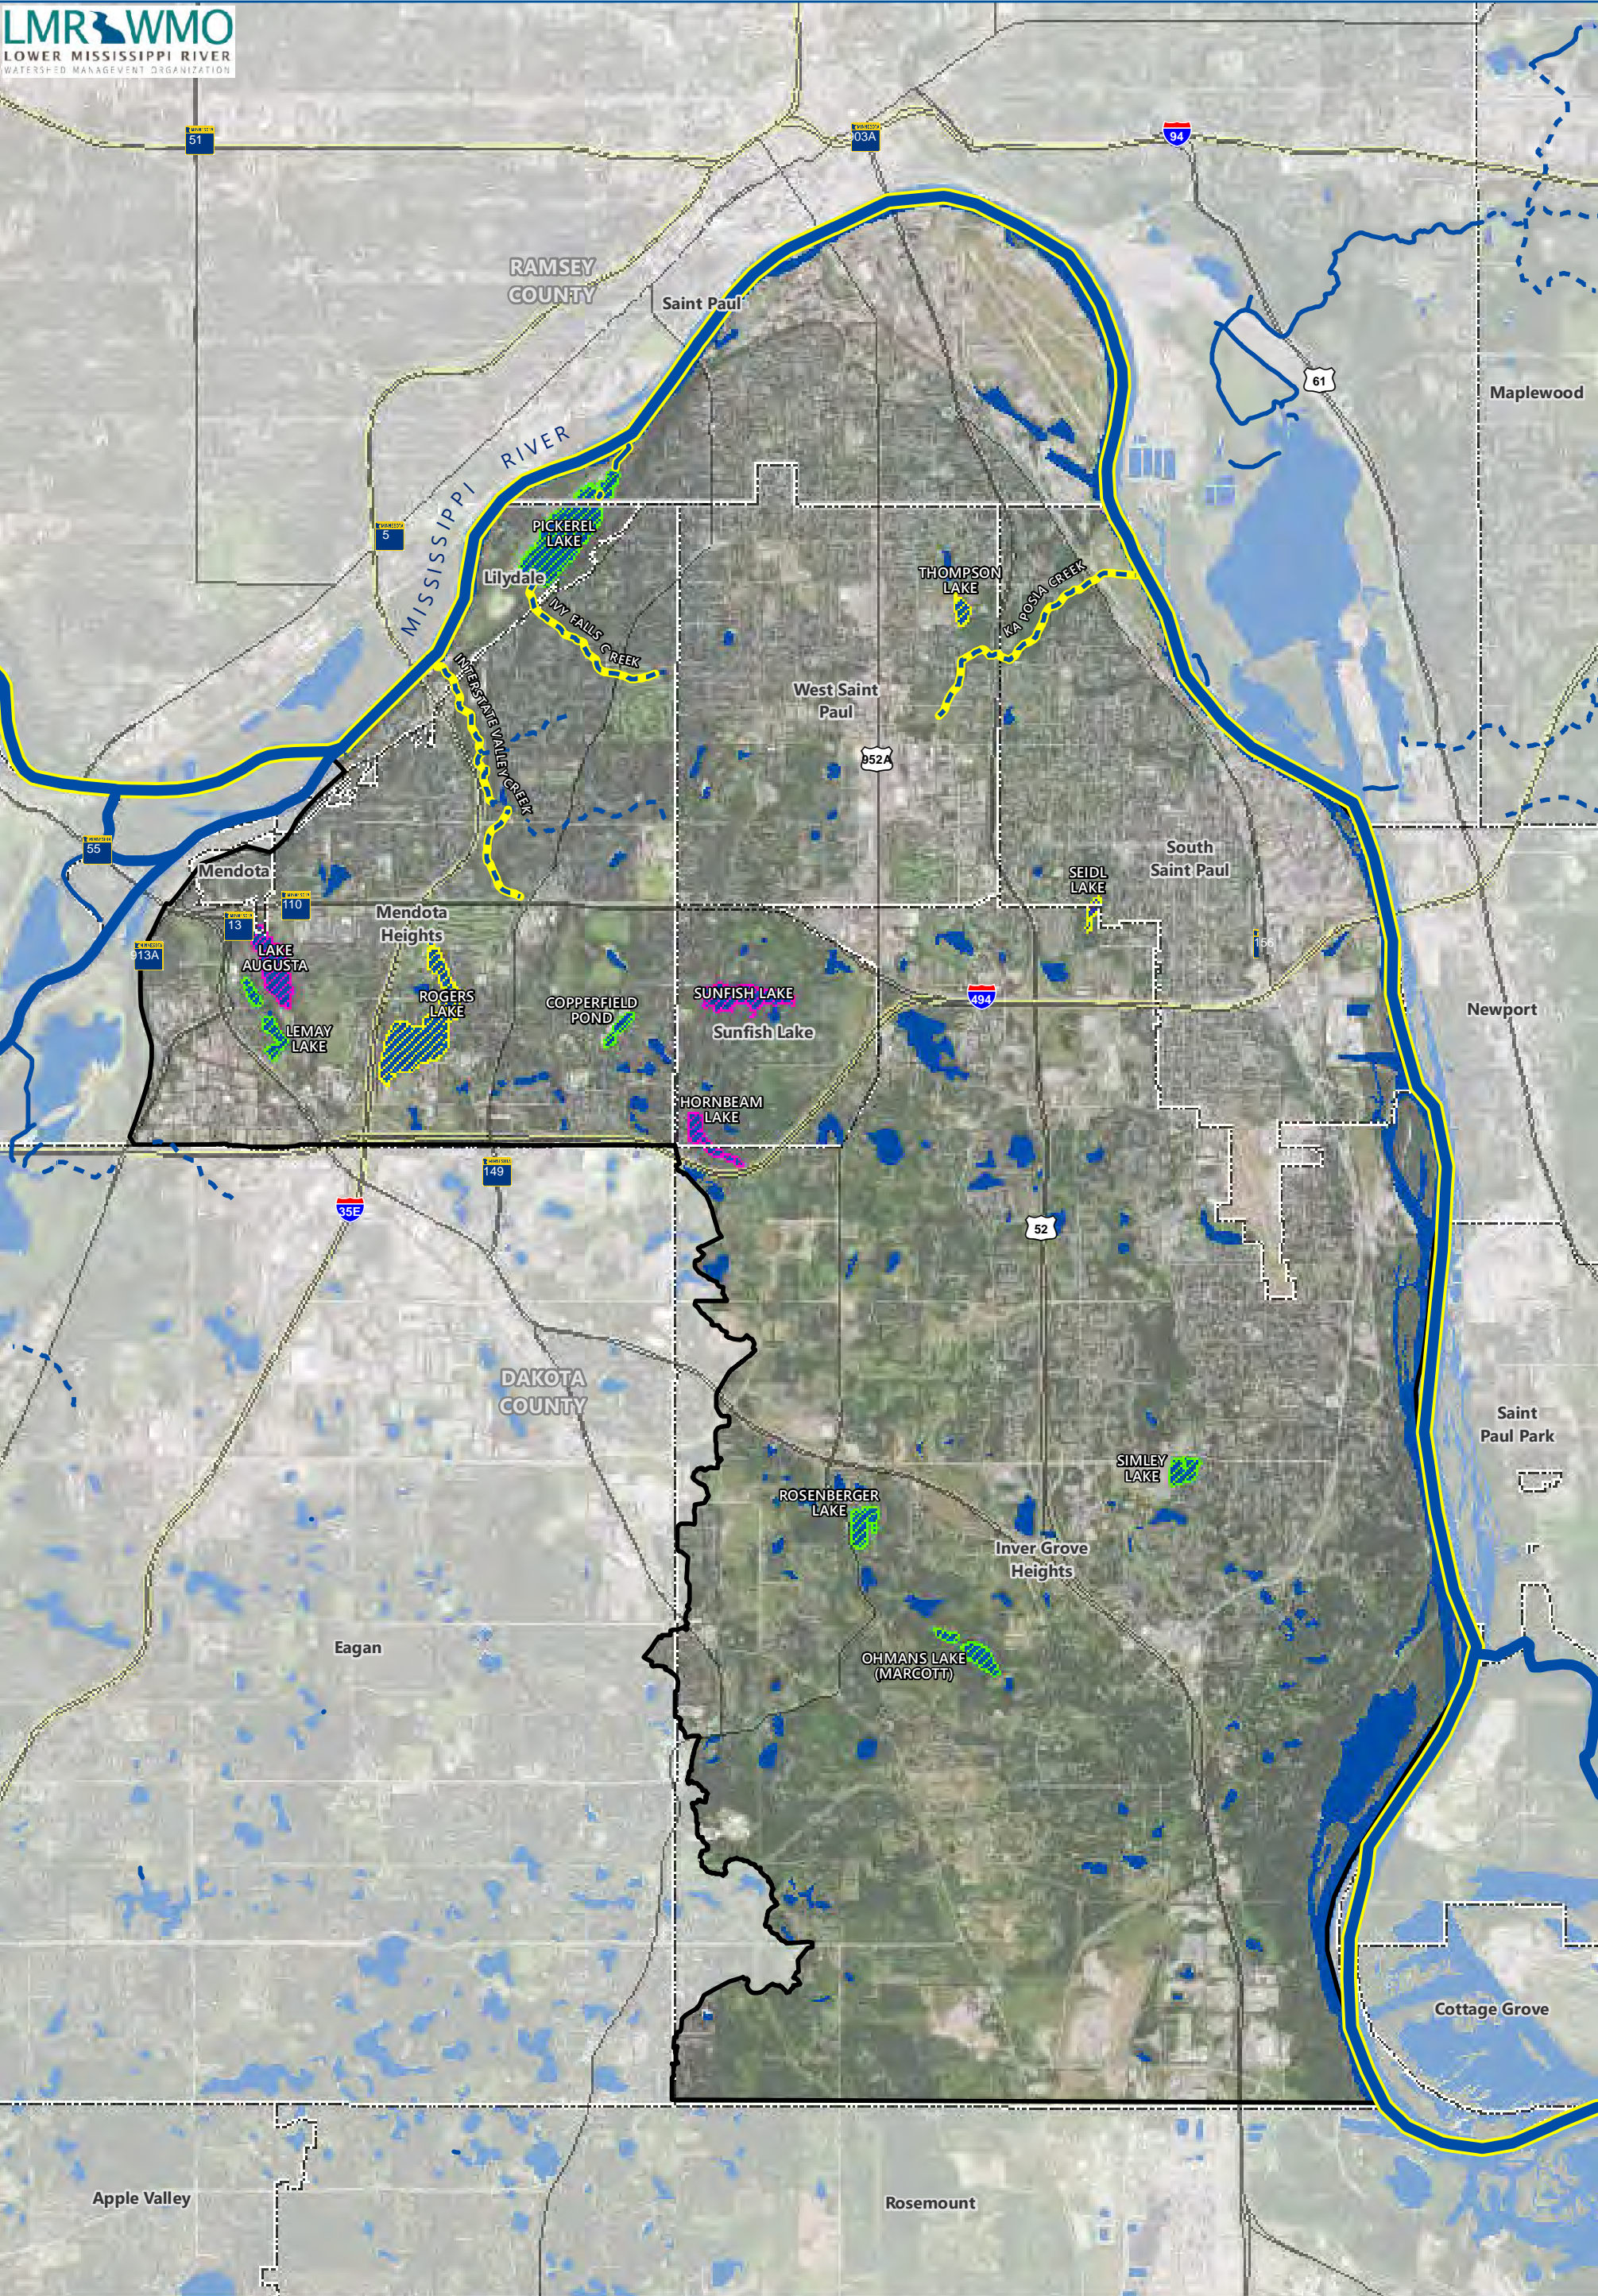 LMR WMO
LOWER MISSISSIPPI RIVER
WATERSHED MANAGEMENT ORGANIZATION
51
03A
94
RAMSEY
COUNTY
Saint Paul
61
Maplewood
MISSISSIPPI RIVER
5
PICKEREL
LAKE
Lilydale
THOMPSON
LAKE
KAPOSIA CREEK
IVY FALLS CREEK
INTERSTATE VALLEY CREEK
West Saint
Paul
952A
55
South
Saint Paul
Mendota
SEIDL
LAKE
110
13
Mendota
Heights
156
913A
LAKE
AUGUSTA
ROGERS
LAKE
COPPERFIELD
POND
SUNFISH LAKE
494
Newport
LEMAY
LAKE
Sunfish Lake
HORNBEAM
LAKE
149
35E
52
DAKOTA
COUNTY
Saint
Paul Park
SIMLEY
LAKE
ROSENBERGER
LAKE
Inver Grove
Heights
Eagan
OHMANS LAKE
(MARCOTT)
Cottage Grove
Apple Valley
Rosemount